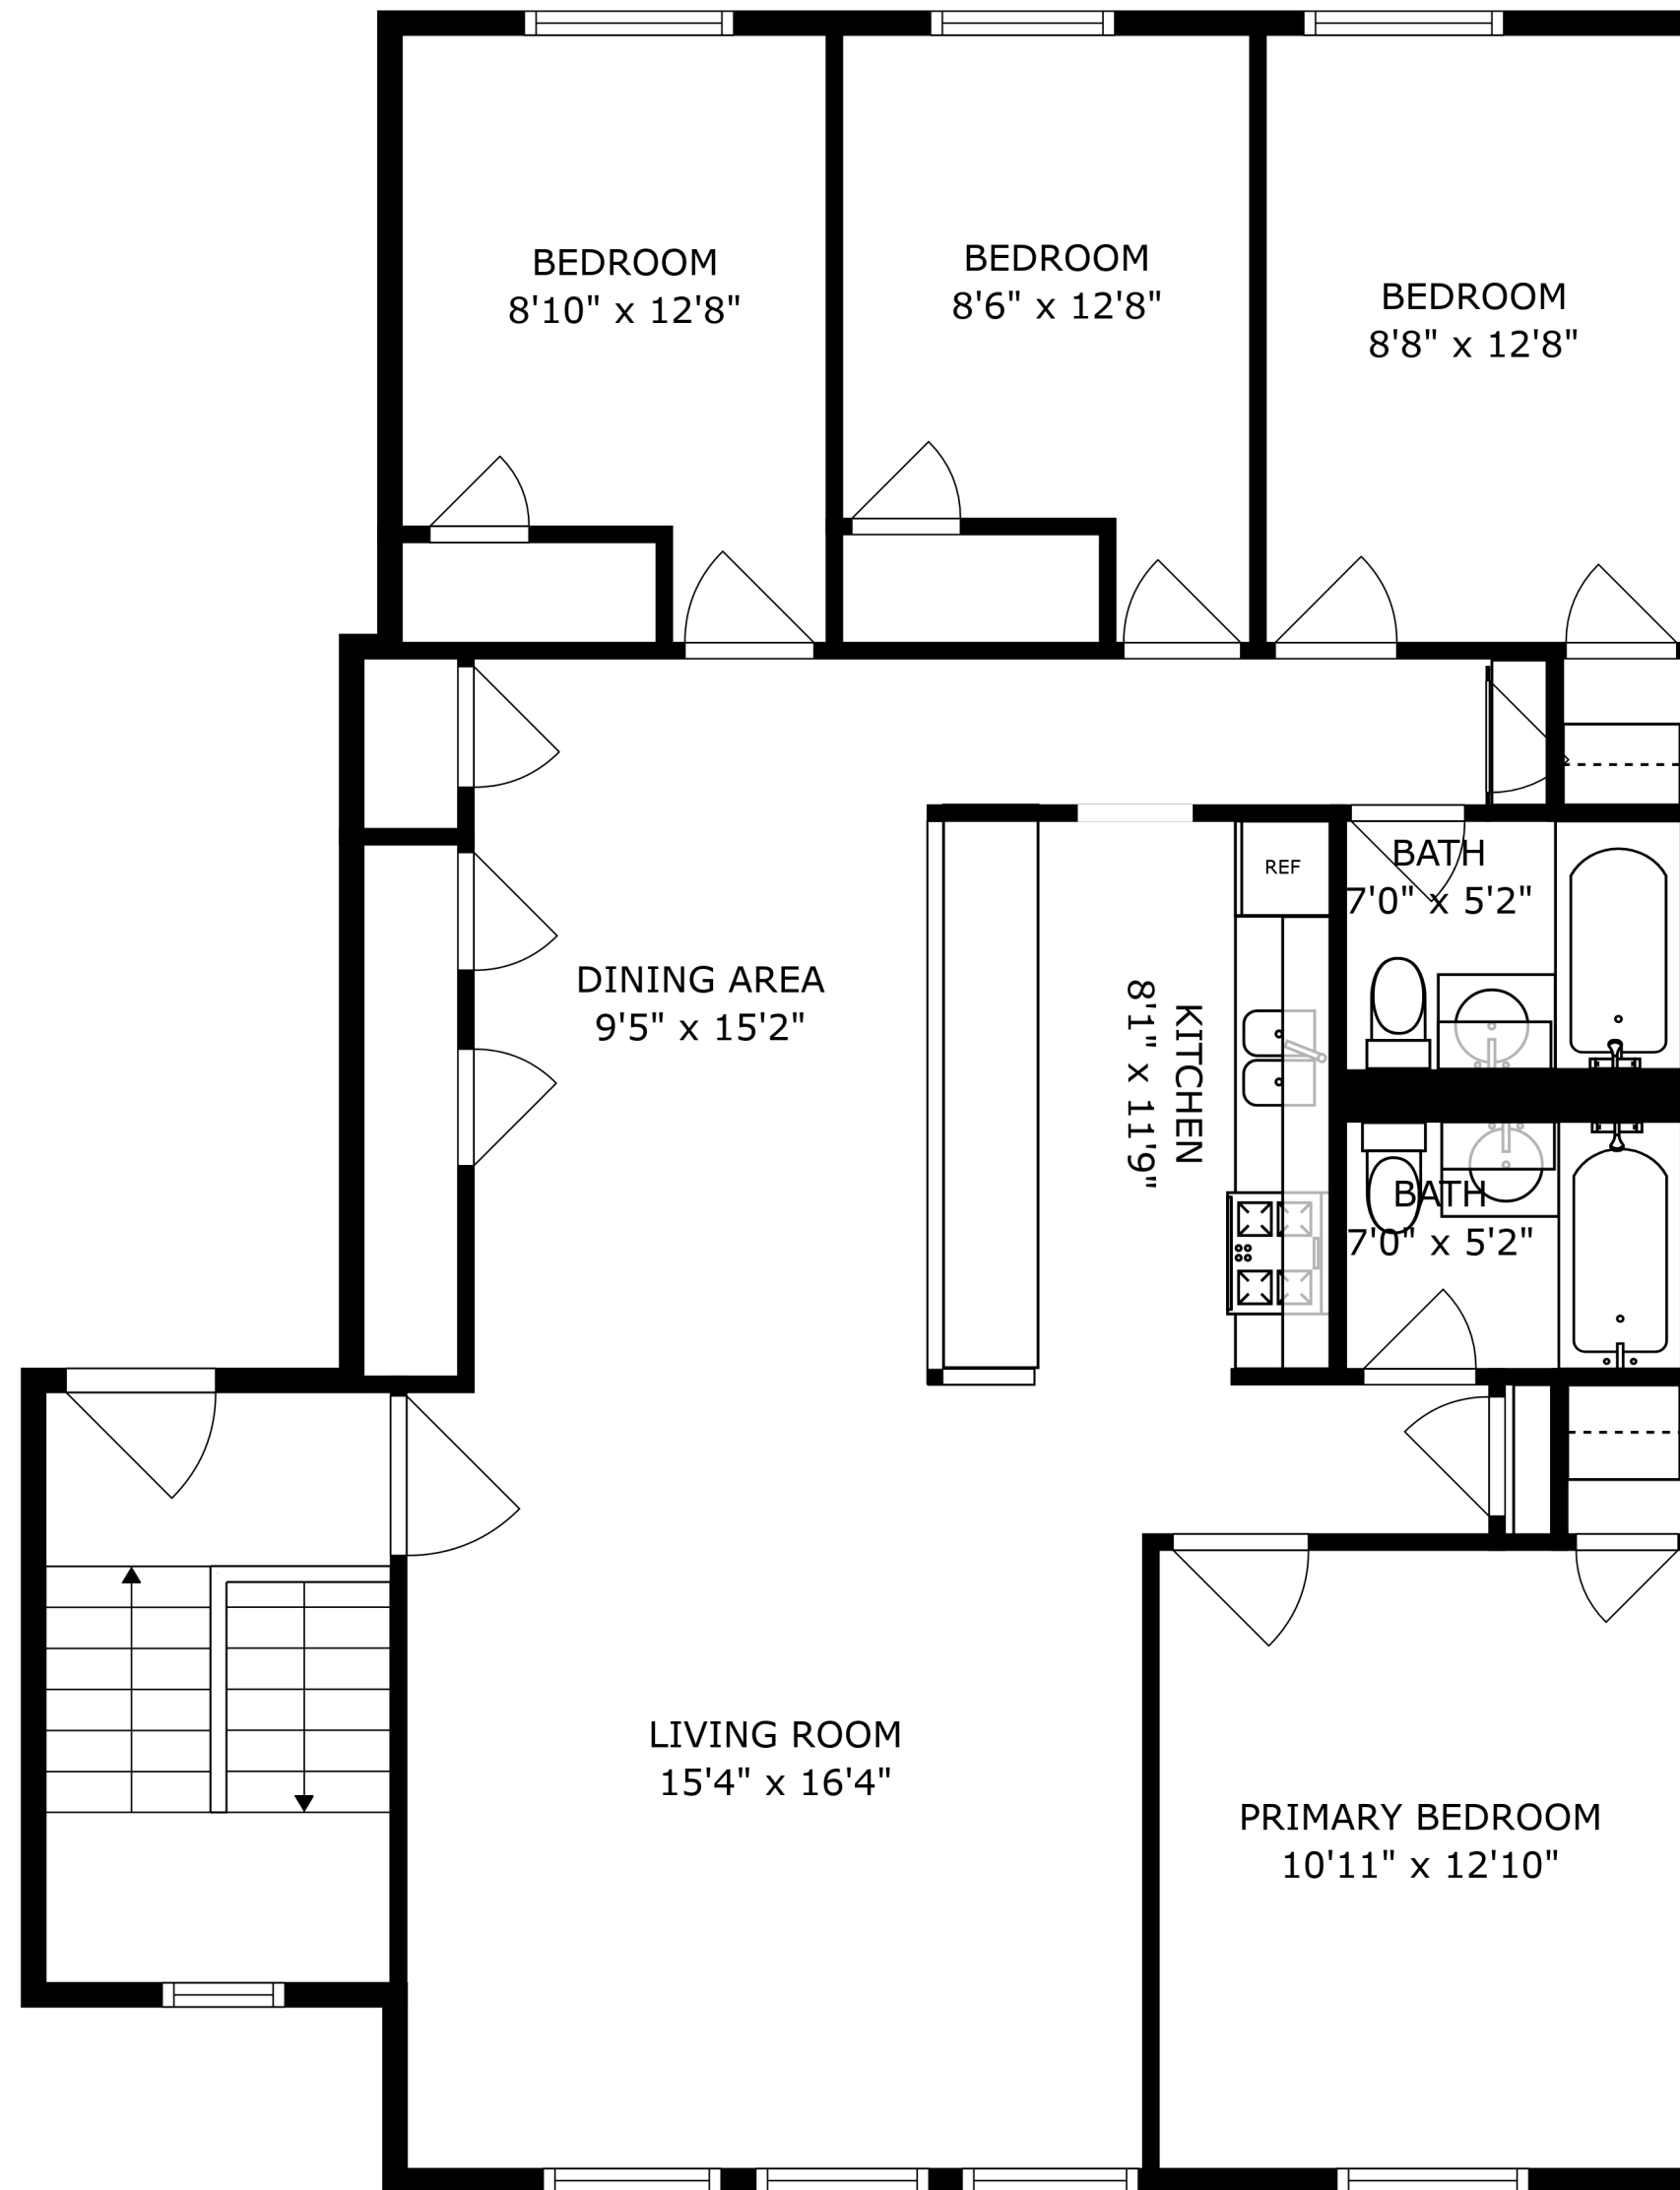 BEDROOM
8'10" x 12'8"
BEDROOM
8'6" x 12'8"
BEDROOM
8'8" x 12'8"
REF
BATH
7'0" x 5'2"
DINING AREA
9'5" x 15'2"
KITCHEN
8'1" x 11'9"
BATH
7'0" x 5'2"
LIVING ROOM
15'4" x 16'4"
PRIMARY BEDROOM
10'11" x 12'10"